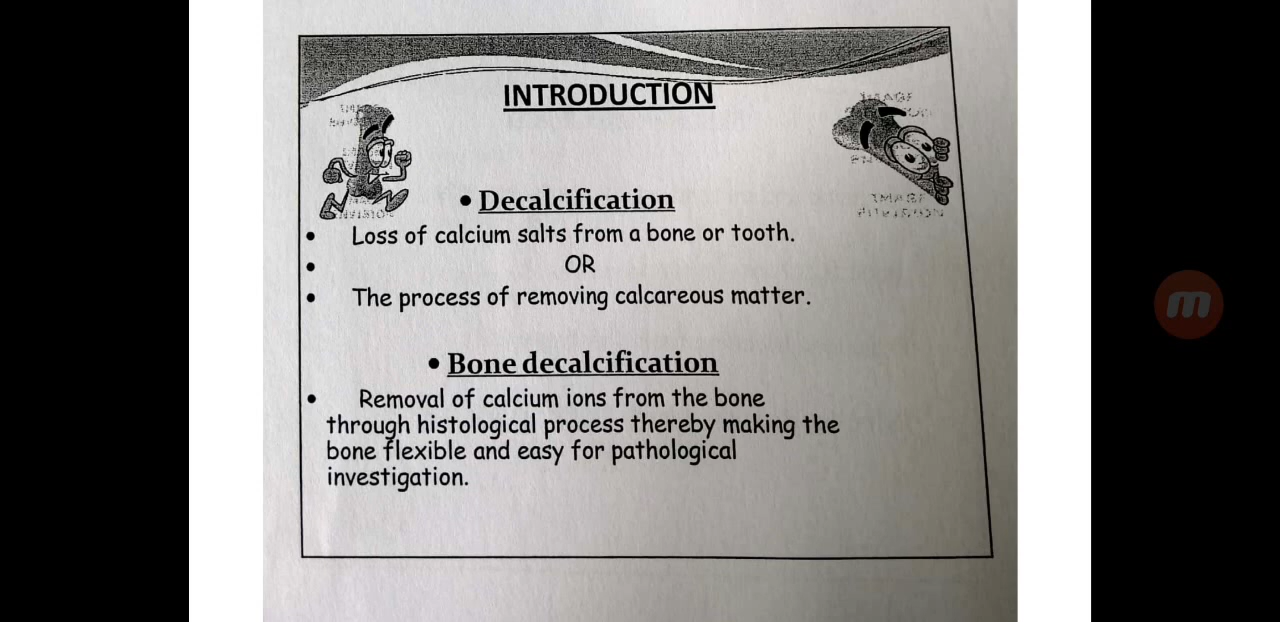 INTRODUCTION
• Decalcification
• Loss of calcium salts from a bone or tooth.
• OR
• The process of removing calcareous matter.
• Bone decalcification
• Removal of calcium ions from the bone
through histological process thereby making the
bone flexible and easy for pathological
investigation.